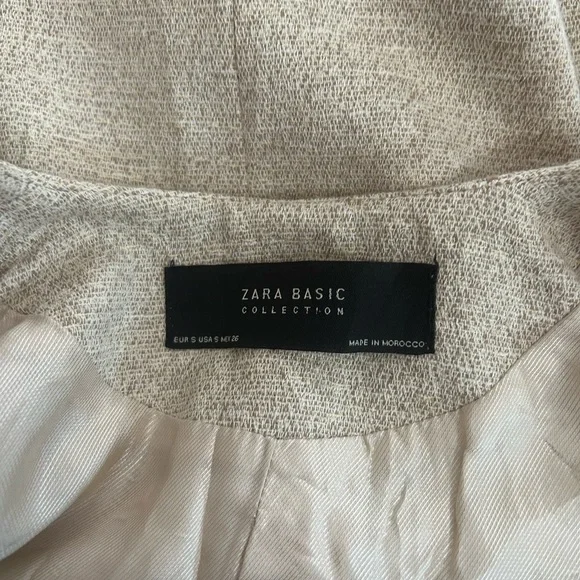 ZARA BASIC
COLLECTION
EUR S USA S MEX 26
MADE IN MOROCCO